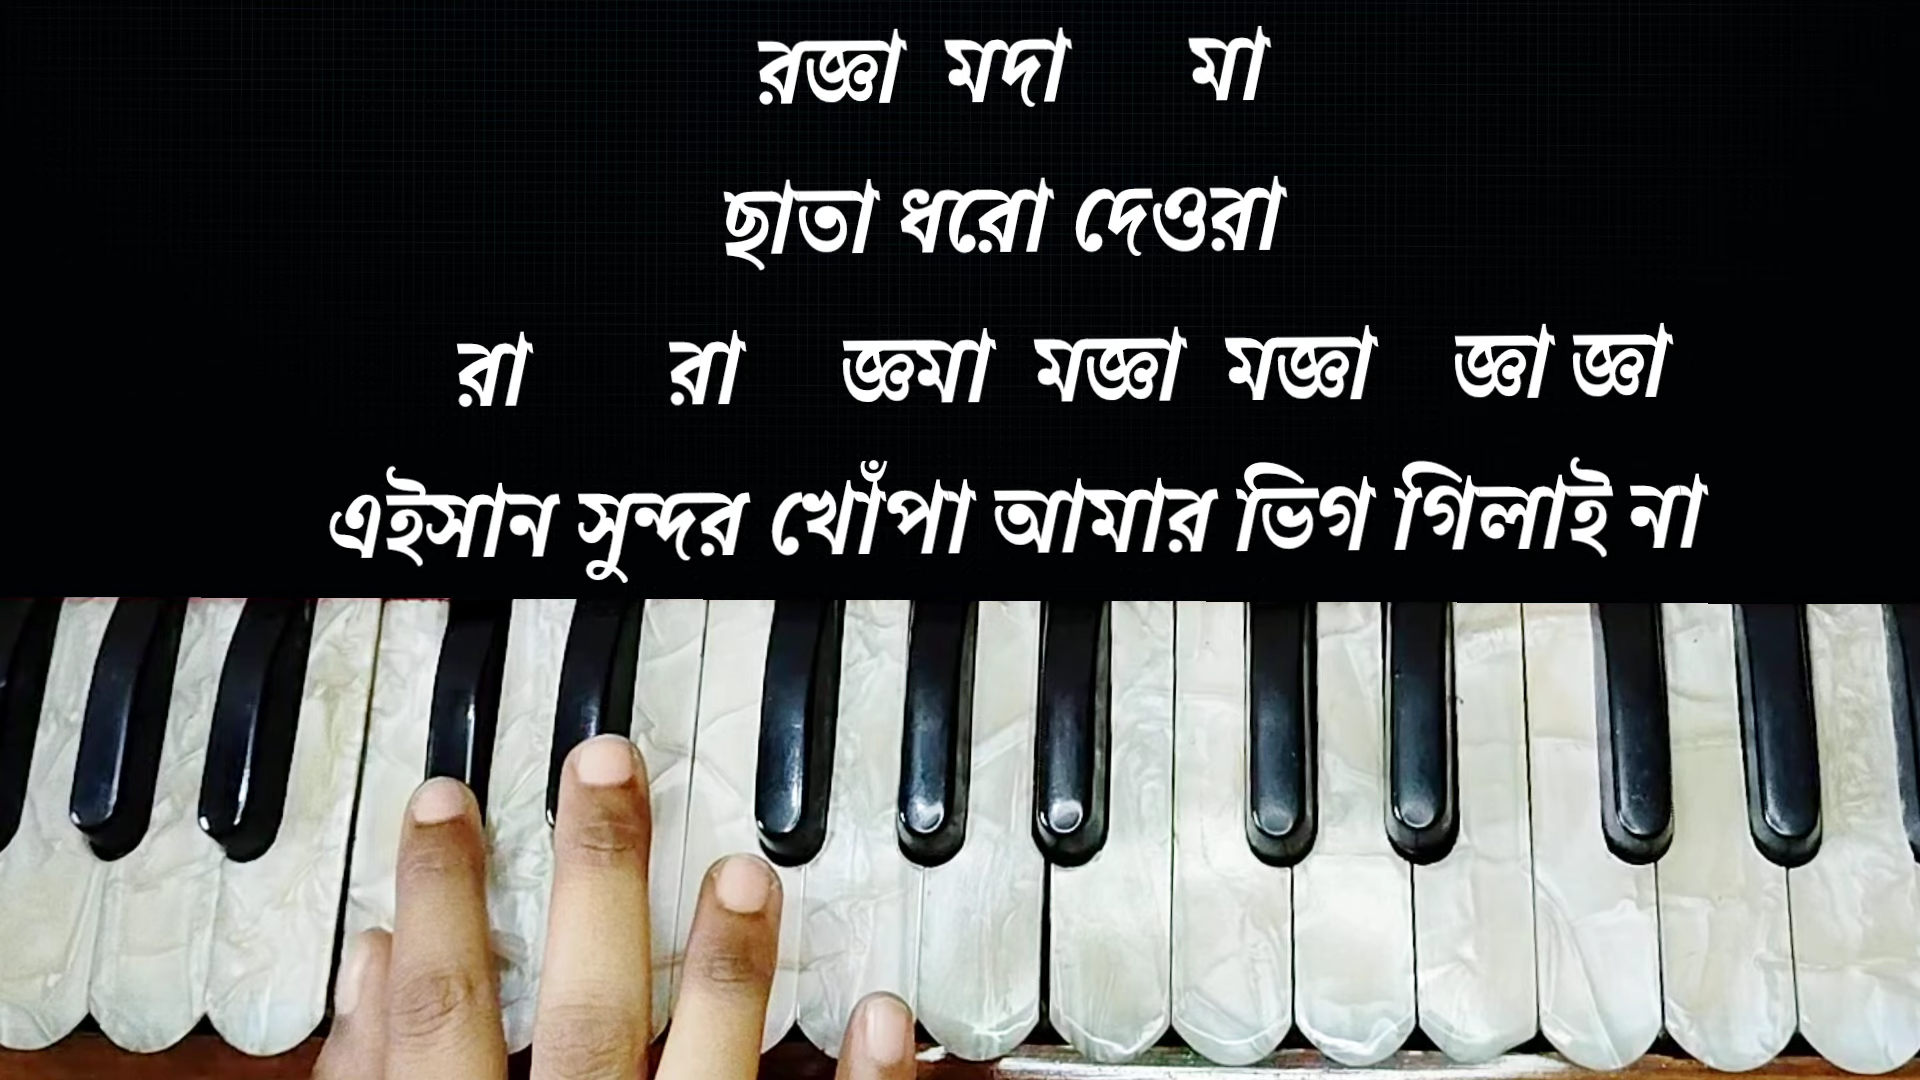 রজ্ঞা মদা মা
ছাতা ধরো দেওরা
রা রা জ্ঞমা মজ্ঞা মজ্ঞা জ্ঞা জ্ঞা
এইসান সুন্দর খোঁপা আমার ভিগ গিলাই না